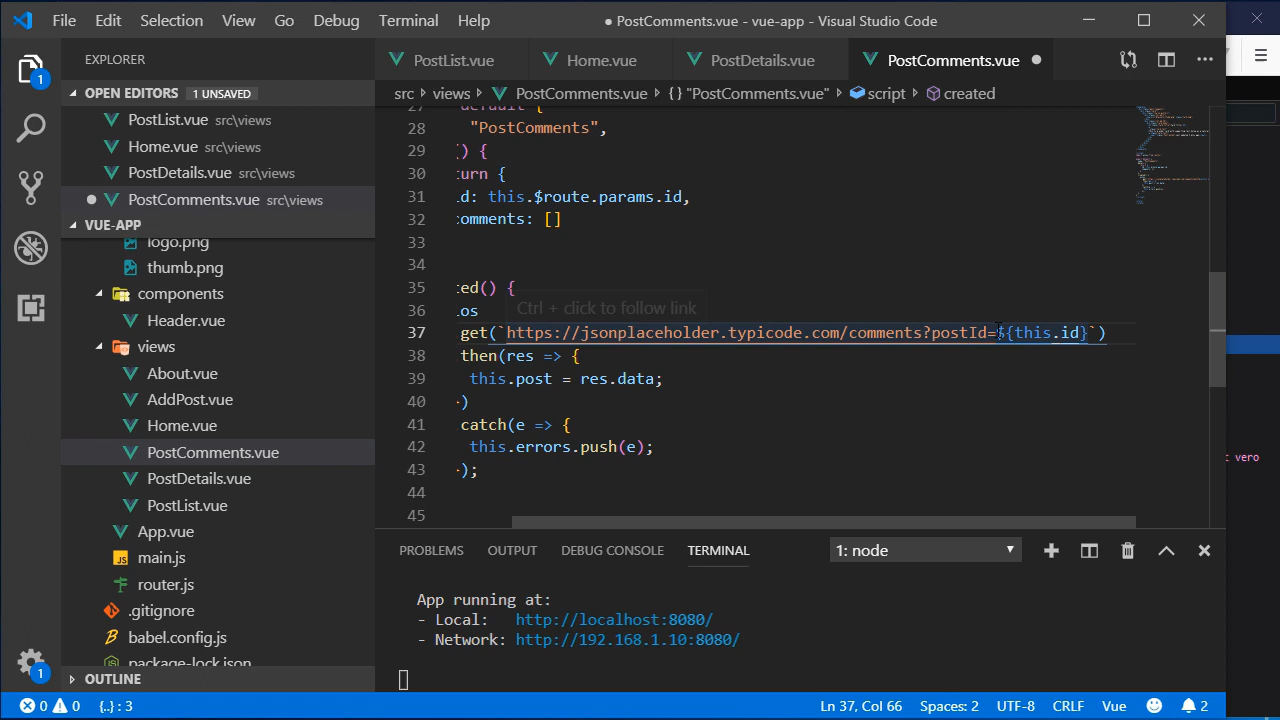 File Edit Selection View Go Debug Terminal Help ● PostComments.vue - vue-app - Visual Studio Code
EXPLORER
OPEN EDITORS 1 UNSAVED
PostList.vue src\views
Home.vue src\views
PostDetails.vue src\views
PostComments.vue src\views
VUE-APP
logo.png
thumb.png
components
Header.vue
views
About.vue
AddPost.vue
Home.vue
PostComments.vue
PostDetails.vue
PostList.vue
App.vue
main.js
router.js
.gitignore
babel.config.js
package-lock.json
OUTLINE
PostList.vue Home.vue PostDetails.vue PostComments.vue
src views PostComments.vue {} "PostComments.vue" script created
27 default {
28 "PostComments",
29 () {
30 turn {
31 id: this.$route.params.id,
32 comments: []
33
34
35 ted() {
Ctrl + click to follow link
36 ios
37 get(`https://jsonplaceholder.typicode.com/comments?postId=${this.id}`)
38 then(res => {
39 this.post = res.data;
40 )
41 catch(e => {
42 this.errors.push(e);
43 );
44
45
PROBLEMS OUTPUT DEBUG CONSOLE TERMINAL 1: node
App running at:
- Local: http://localhost:8080/
- Network: http://192.168.1.10:8080/
0 0 {..} : 3 Ln 37, Col 66 Spaces: 2 UTF-8 CRLF Vue 2
1
1
vero